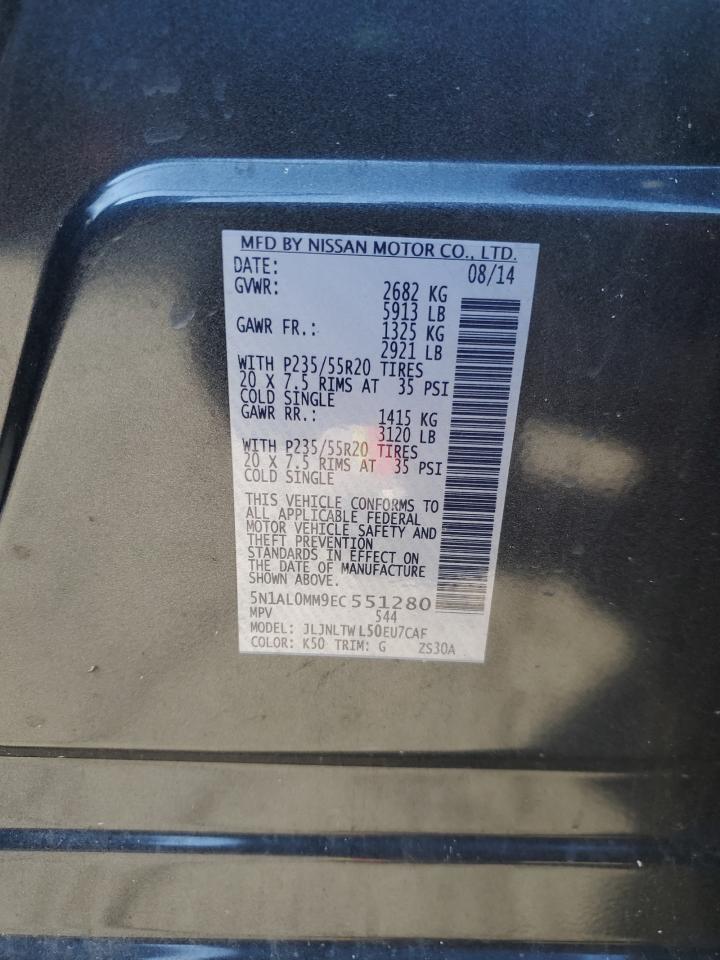 MFD BY NISSAN MOTOR CO., LTD.
DATE: 08/14
GVWR: 2682 KG
5913 LB
GAWR FR.: 1325 KG
2921 LB
WITH P235/55R20 TIRES
20 X 7.5 RIMS AT 35 PSI
COLD SINGLE
GAWR RR.: 1415 KG
3120 LB
WITH P235/55R20 TIRES
20 X 7.5 RIMS AT 35 PSI
COLD SINGLE
THIS VEHICLE CONFORMS TO
ALL APPLICABLE FEDERAL
MOTOR VEHICLE SAFETY AND
THEFT PREVENTION
STANDARDS IN EFFECT ON
THE DATE OF MANUFACTURE
SHOWN ABOVE.
5N1AL0MM9EC551280
MPV 544
MODEL: JLJNLTWL50EU7CAF
COLOR: K50 TRIM: G ZS30A